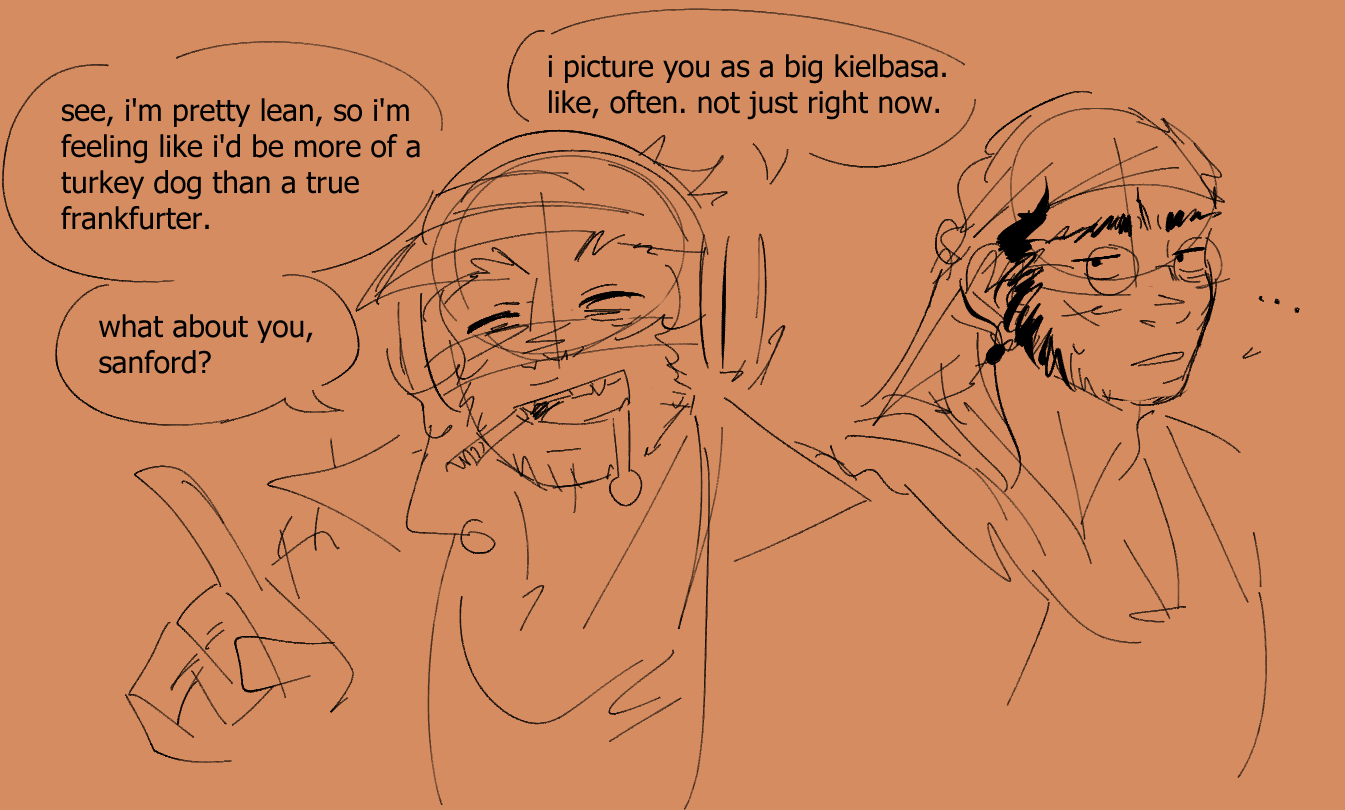 see, i'm pretty lean, so i'm
feeling like i'd be more of a
turkey dog than a true
frankfurter.
what about you,
sanford?
i picture you as a big kielbasa.
like, often. not just right now.
...